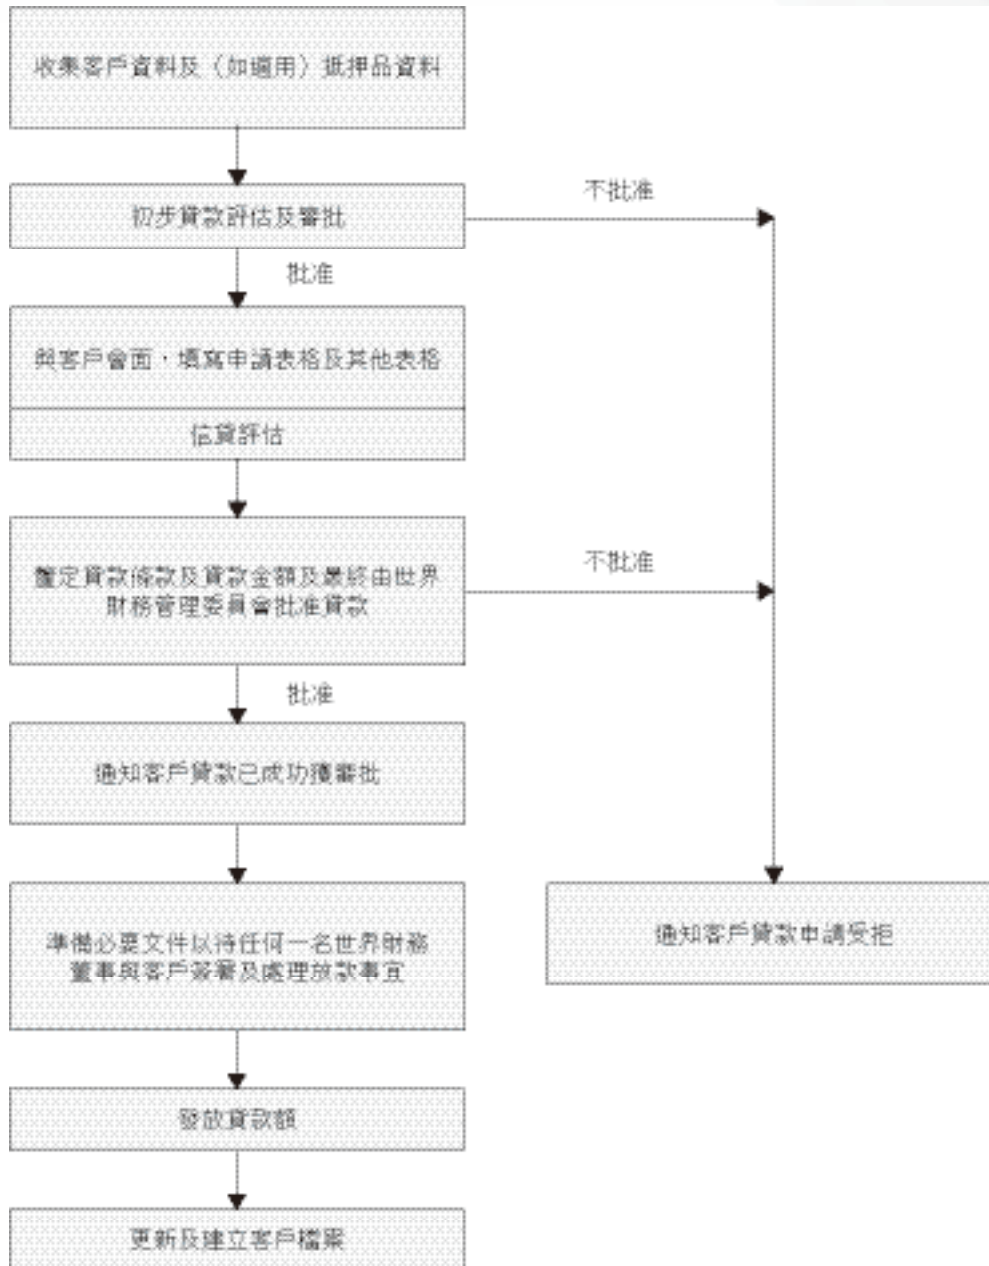 收集客戶資料及（如適用）抵押品資料
初步貸款評估及審批
不批准
批准
與客戶會面，填寫申請表格及其他表格
信貸評估
釐定貸款條款及貸款金額及最終由世界
財務管理委員會批准貸款
不批准
批准
通知客戶貸款已成功獲審批
準備必要文件以待任何一名世界財務
董事與客戶簽署及處理放款事宜
通知客戶貸款申請受拒
發放貸款額
更新及建立客戶檔案